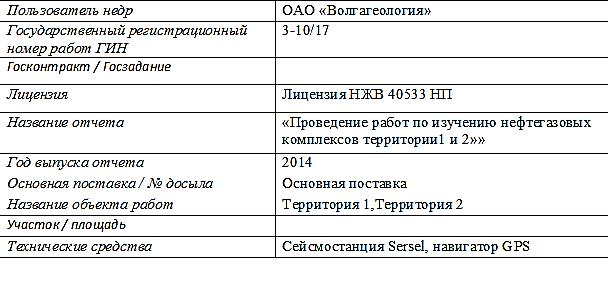 Пользователь недр ОАО «Волгагеология»
Государственный регистрационный 3-10/17
номер работ ГИН
Госконтракт / Госзадание
Лицензия Лицензия НЖВ 40533 НП
Название отчета «Проведение работ по изучению нефтегазовых
комплексов территории1 и 2»»
Год выпуска отчета 2014
Основная поставка / № досыла Основная поставка
Название объекта работ Территория 1,Территория 2
Участок / площадь
Технические средства Сейсмостанция Sersel, навигатор GPS